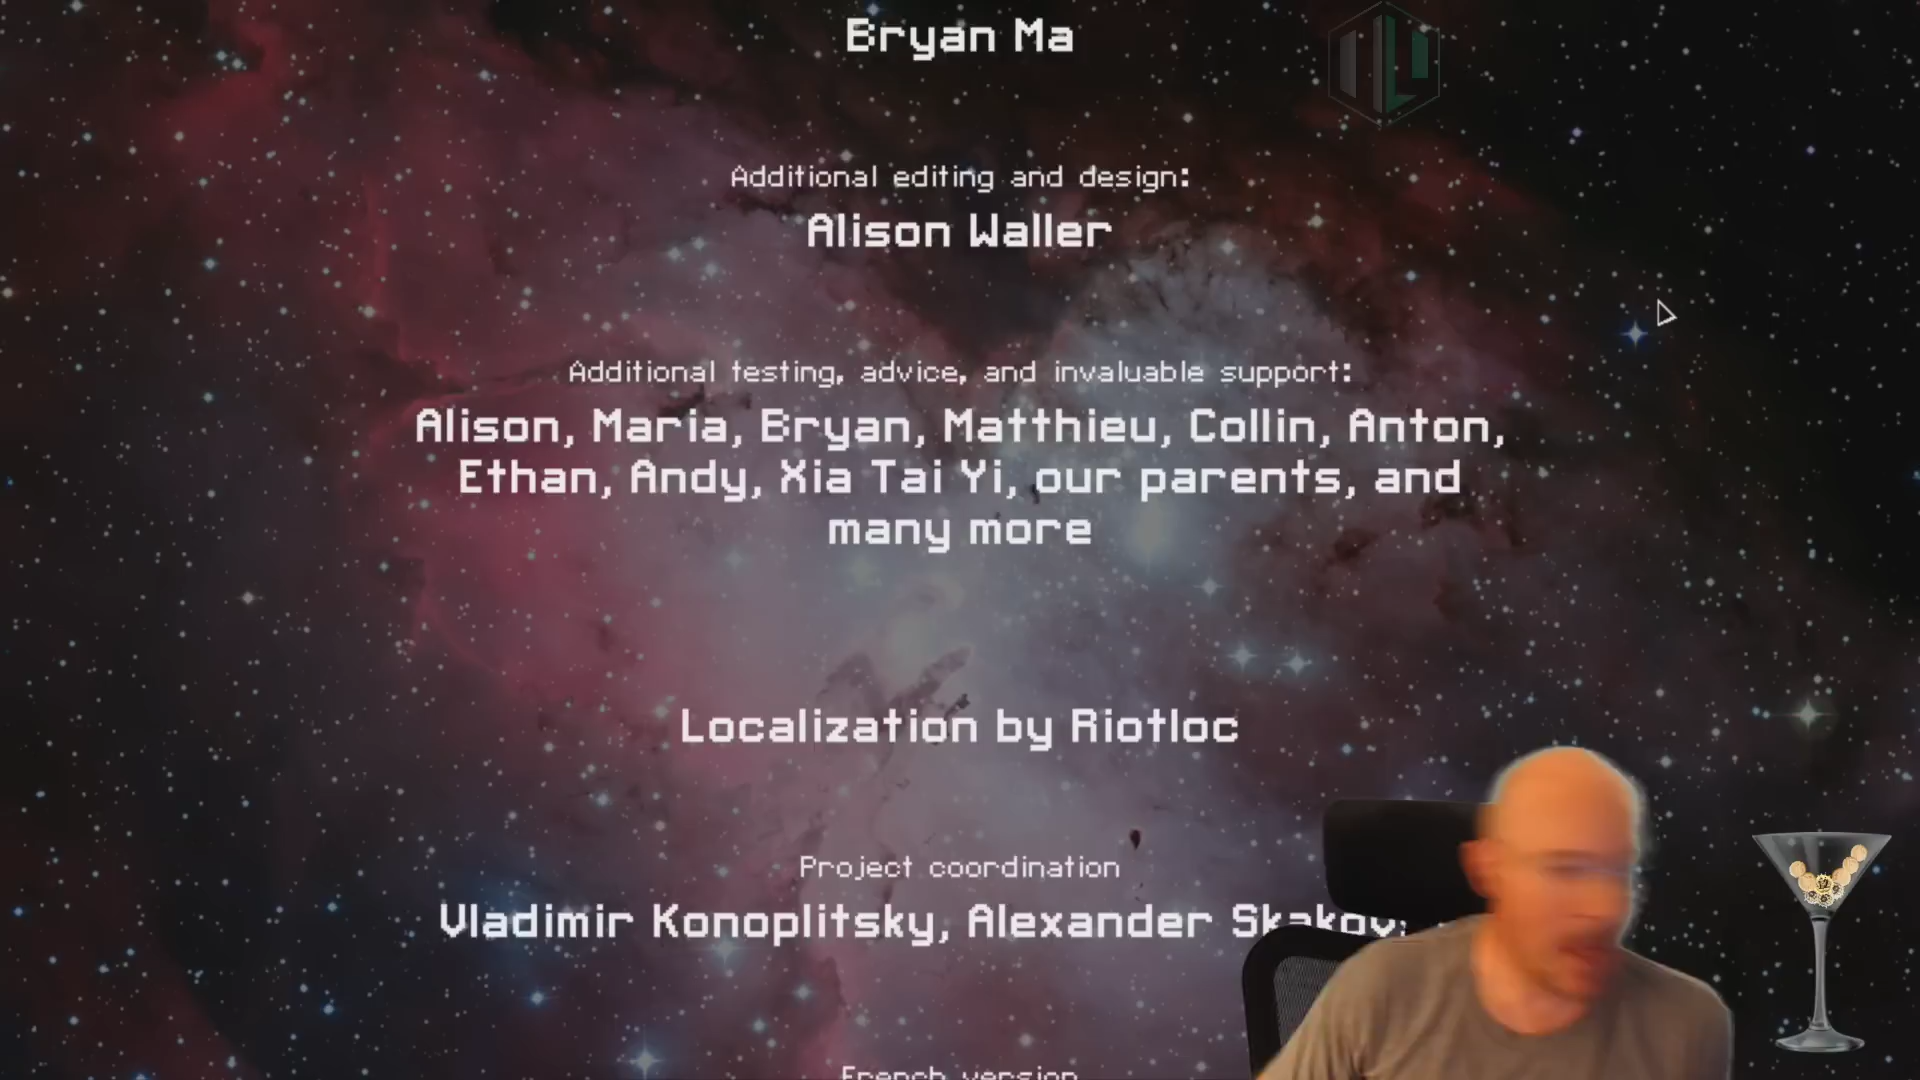 Bryan Ma
Additional editing and design:
Alison Waller
Additional testing, advice, and invaluable support:
Alison, Maria, Bryan, Matthieu, Collin, Anton,
Ethan, Andy, Xia Tai Yi, our parents, and
many more
Localization by Riotloc
Project coordination
Vladimir Konoplitsky, Alexander Skakov,
French version